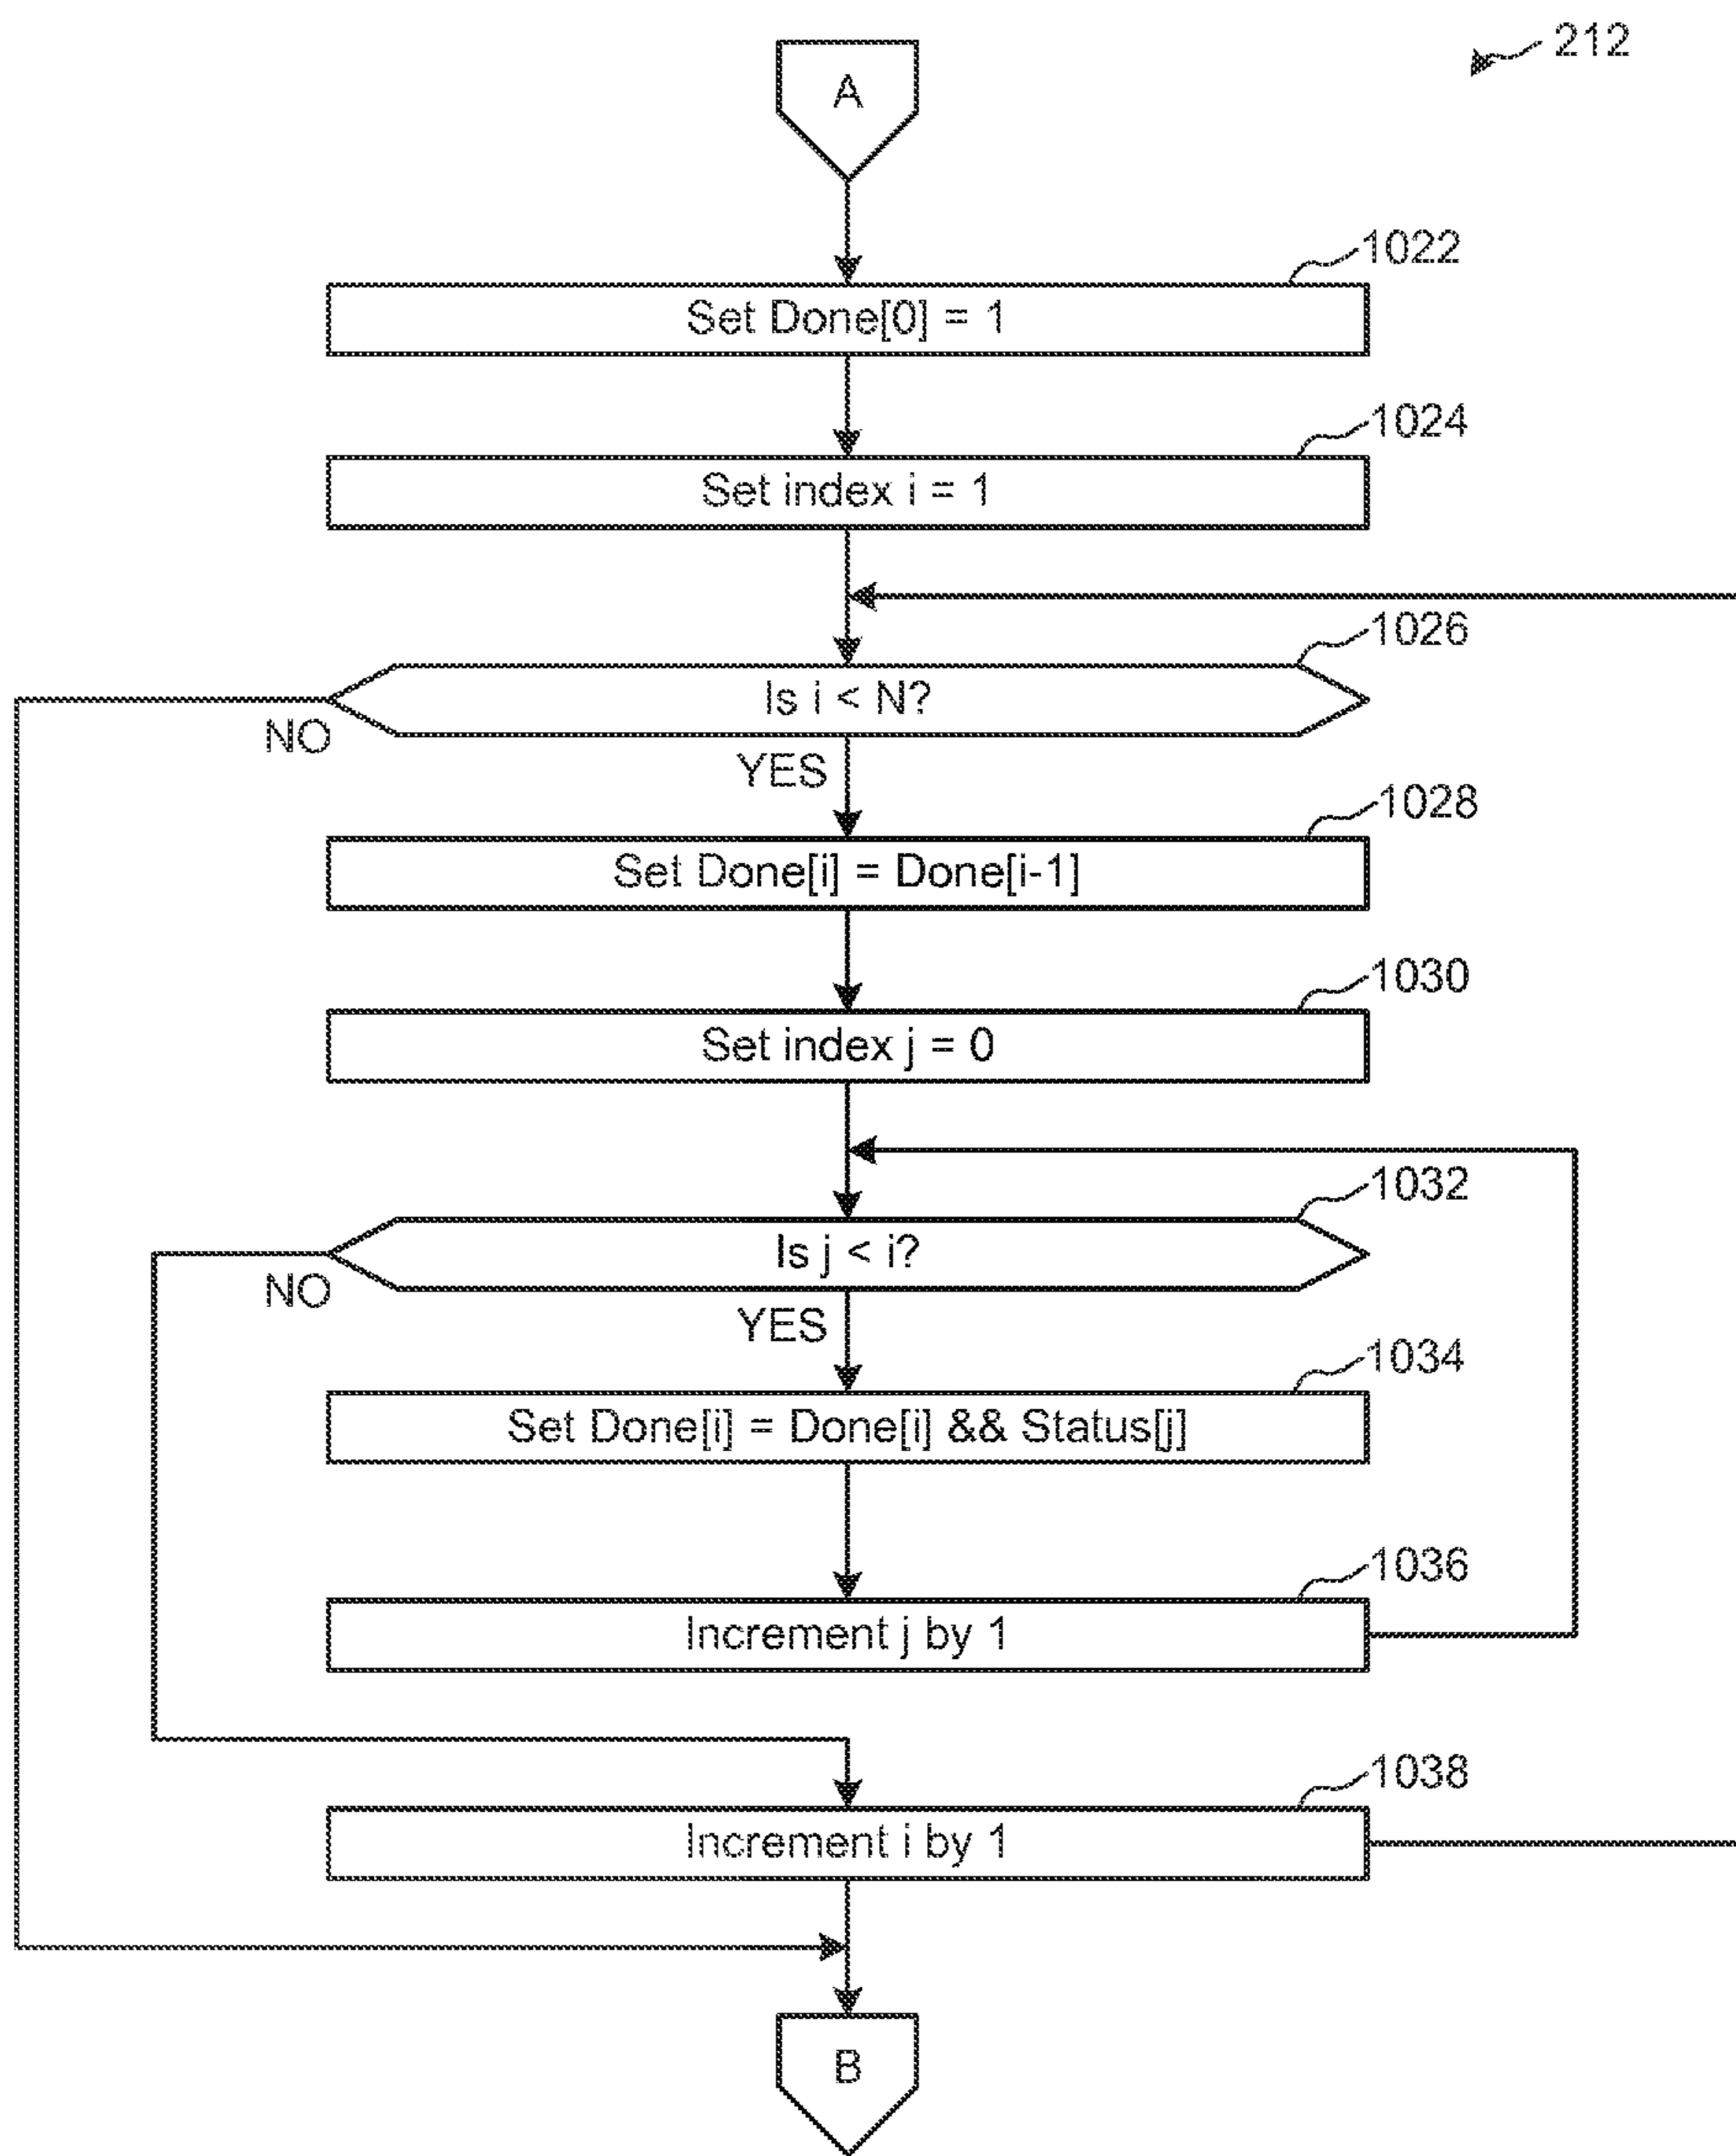 212
A
1022
Set Done[0] = 1
1024
Set index i = 1
1026
Is i < N?
NO
YES
1028
Set Done[i] = Done[i-1]
1030
Set index j = 0
1032
Is j < i?
NO
YES
1034
Set Done[i] = Done[i] && Status[j]
1036
Increment j by 1
1038
Increment i by 1
B